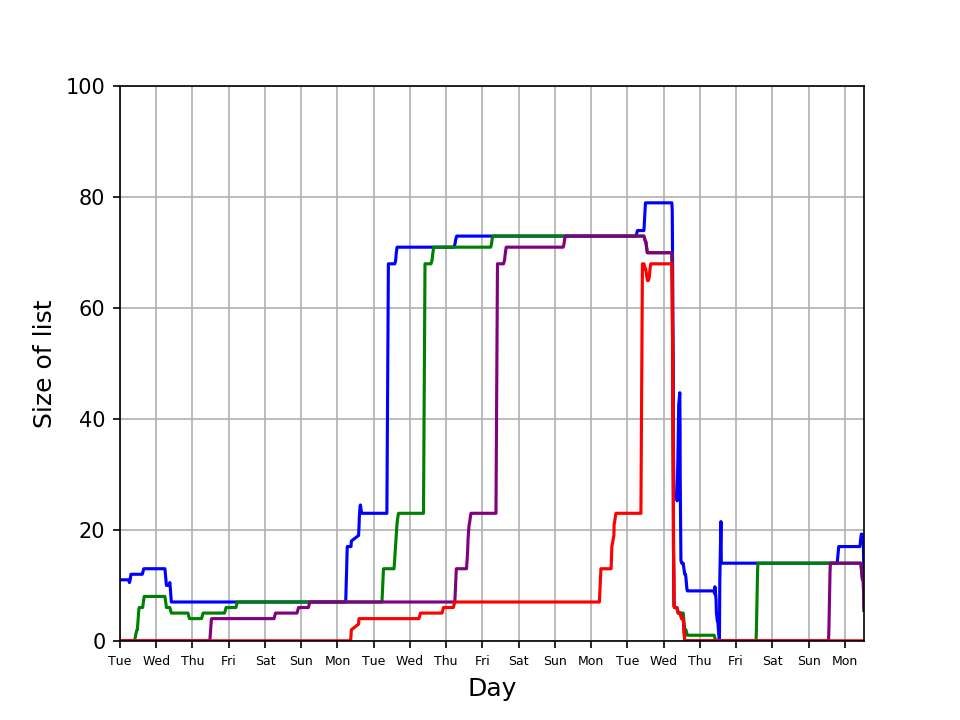 100
80
60
40
20
0
Size of list
Tue Wed Thu Fri Sat Sun Mon Tue Wed Thu Fri Sat Sun Mon Tue Wed Thu Fri Sat Sun Mon
Day